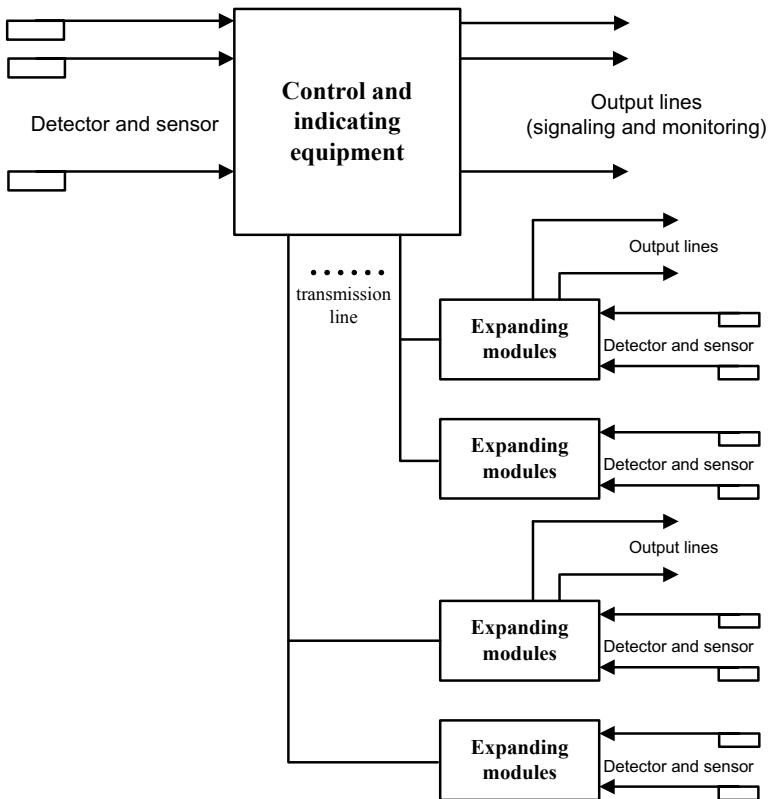 Control and
indicating
equipment
Detector and sensor
Output lines
(signaling and monitoring)
transmission
line
Output lines
Expanding
modules
Detector and sensor
Expanding
modules
Detector and sensor
Output lines
Expanding
modules
Detector and sensor
Expanding
modules
Detector and sensor